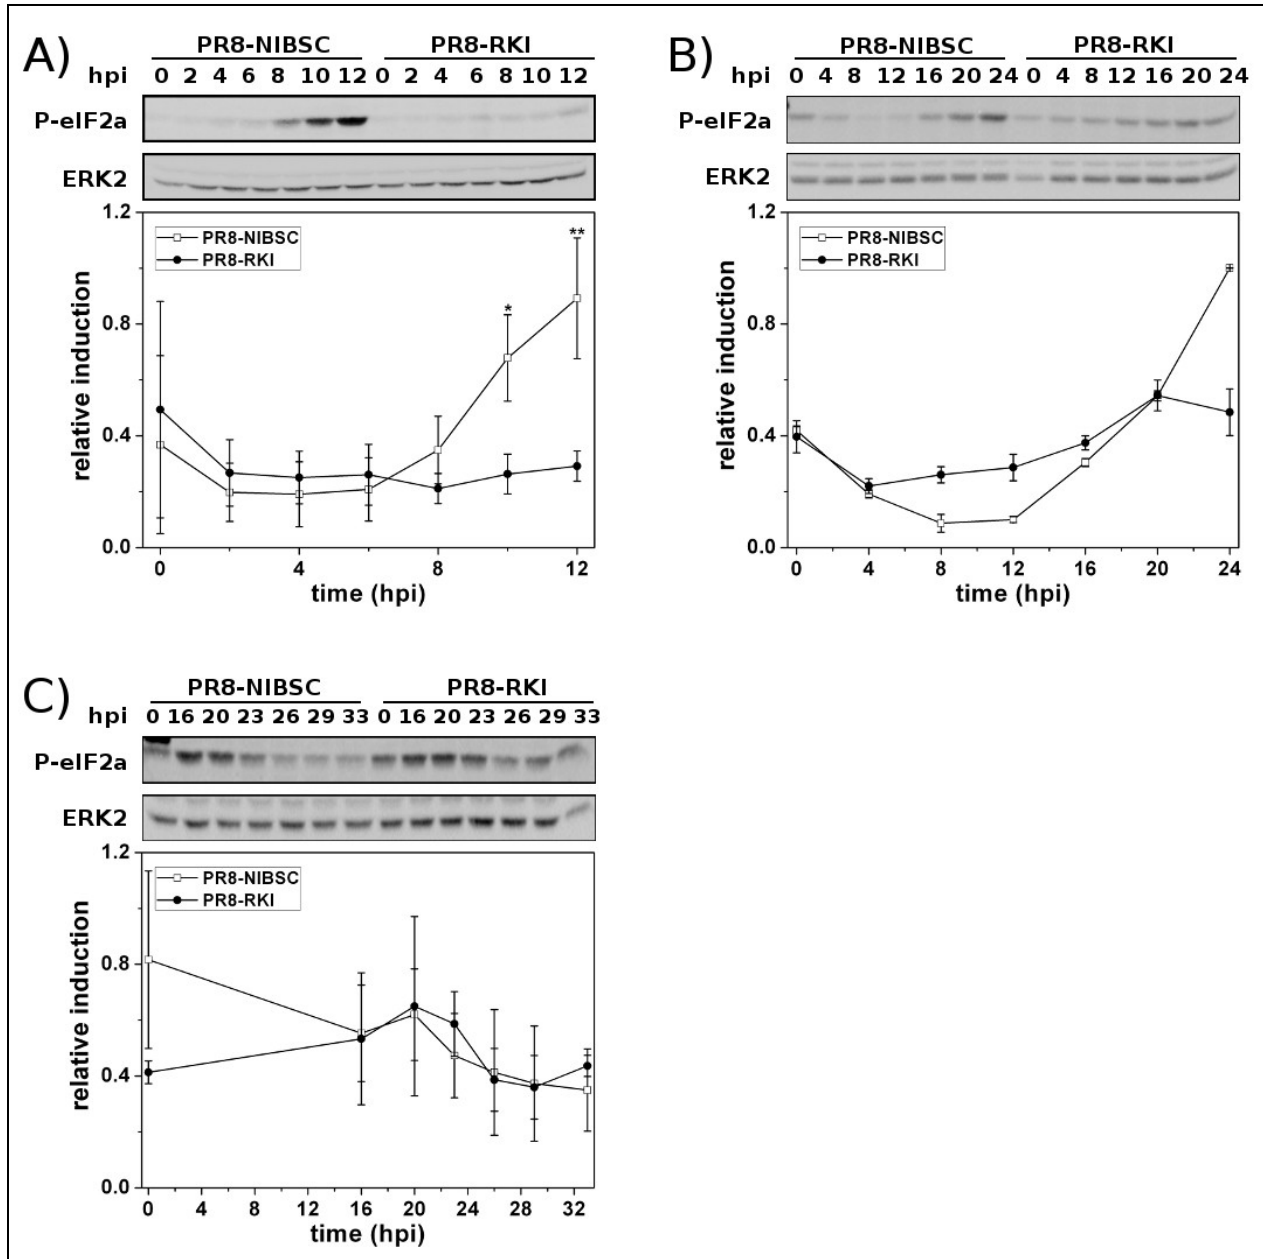 A)
PR8-NIBSC PR8-RKI
hpi 0 2 4 6 8 10 12 0 2 4 6 8 10 12
P-eIF2a
ERK2
1.2
0.8
0.4
0.0
relative induction
PR8-NIBSC
PR8-RKI
*
**
0 4 8 12
time (hpi)
B)
PR8-NIBSC PR8-RKI
hpi 0 4 8 12 16 20 24 0 4 8 12 16 20 24
P-eIF2a
ERK2
1.2
0.8
0.4
0.0
relative induction
PR8-NIBSC
PR8-RKI
0 4 8 12 16 20 24
time (hpi)
C)
PR8-NIBSC PR8-RKI
hpi 0 16 20 23 26 29 33 0 16 20 23 26 29 33
P-eIF2a
ERK2
1.2
0.8
0.4
0.0
relative induction
PR8-NIBSC
PR8-RKI
0 4 8 12 16 20 24 28 32
time (hpi)